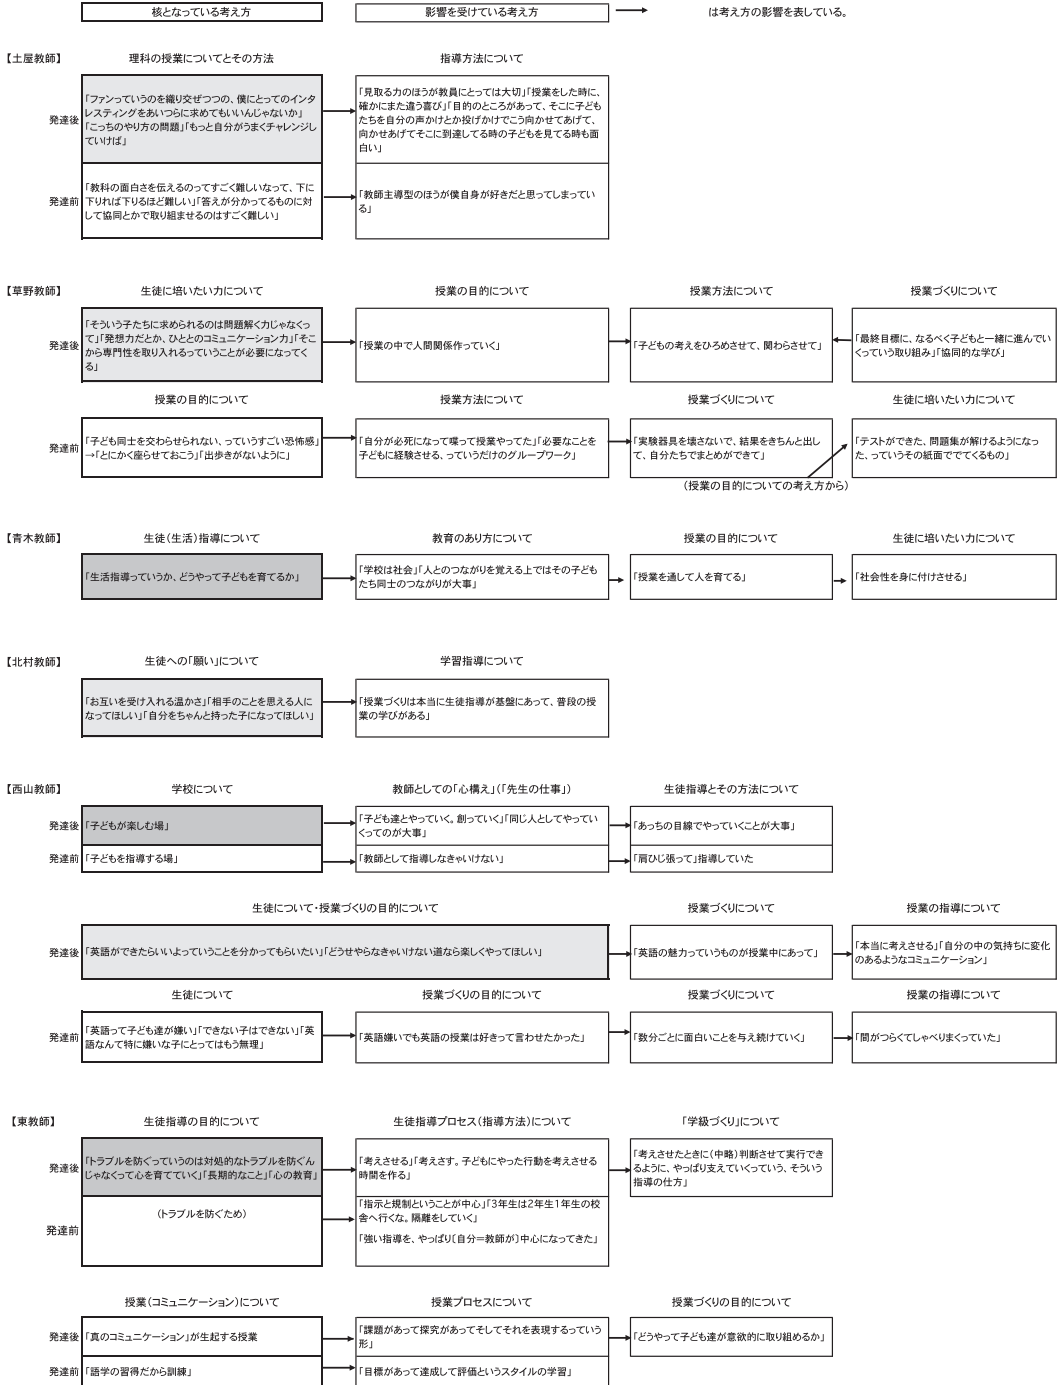 核となっている考え方
影響を受けている考え方
は考え方の影響を表している。
【土屋教師】
理科の授業についてとその方法
指導方法について
発達後
「ファンっていうのを織り交ぜつつの、僕にとってのインタ
レスティングをあいつらに求めてもいいんじゃないか」
「こっちのやり方の問題」「もっと自分がうまくチャレンジし
ていけば」
「見取る力のほうが教員にとっては大切」「授業をした時に、
確かにまた違う喜び」「目的のところがあって、そこに子ども
たちを自分の声かけとか投げかけでこう向かせてあげて、
向かせあげてそこに到達してる時の子どもを見てる時も面
白い」
発達前
「教科の面白さを伝えるのってすごく難しいなって、下に
下りれば下りるほど難しい」「答えが分かってるものに対
して協同とかで取り組ませるのはすごく難しい」
「教師主導型のほうが僕自身が好きだと思ってしまってい
る」
【草野教師】
生徒に培いたい力について
授業の目的について
授業方法について
授業づくりについて
発達後
「そういう子たちに求められるのは問題解く力じゃなくっ
て」「発想力だとか、ひととのコミュニケーション力」「そこ
から専門性を取り入れるっていうことが必要になってく
る」
「授業の中で人間関係作っていく」
「子どもの考えをひろめさせて、関わらさせて」
「最終目標に、なるべく子どもと一緒に進んでい
くっていう取り組み」「協同的な学び」
授業の目的について
授業方法について
授業づくりについて
生徒に培いたい力について
発達前
「子ども同士を交わらせられない、っていうすごい恐怖感」
→「とにかく座らせておこう」「出歩きがないように」
「自分が必死になって喋って授業やってた」「必要なことを
子どもに経験させる、っていうだけのグループワーク」
「実験器具を壊さないで、結果をきちんと出し
て、自分たちでまとめができて」
「テストができた、問題集が解けるようになっ
た、っていうその紙面ででてくるもの」
(授業の目的についての考え方から)
【青木教師】
生徒(生活)指導について
教育のあり方について
授業の目的について
生徒に培いたい力について
「生活指導っていうか、どうやって子どもを育てるか」
「学校は社会」「人とのつながりを覚える上ではその子ども
たち同士のつながりが大事」
「授業を通して人を育てる」
「社会性を身に付けさせる」
【北村教師】
生徒への「願い」について
学習指導について
「お互いを受け入れる温かさ」「相手のことを思える人に
なってほしい」「自分をちゃんと持った子になってほしい」
「授業づくりは本当に生徒指導が基盤にあって、普段の授
業の学びがある」
【西山教師】
学校について
教師としての「心構え」(「先生の仕事」)
生徒指導とその方法について
発達後
「子どもが楽しむ場」
「子ども達とやっていく。創っていく」「同じ人としてやってい
くってのが大事」
「あっちの目線でやっていくことが大事」
発達前
「子どもを指導する場」
「教師として指導しなきゃいけない」
「肩ひじ張って」指導していた
生徒について・授業づくりの目的について
授業づくりについて
授業の指導について
発達後
「英語ができたらいいよっていうことを分かってもらいたい」「どうせやらなきゃいけない道なら楽しくやってほしい」
「英語の魅力っていうものが授業中にあって」
「本当に考えさせる」「自分の中の気持ちに変化
のあるようなコミュニケーション」
生徒について
授業づくりの目的について
授業づくりについて
授業の指導について
発達前
「英語って子ども達が嫌い」「できない子はできない」「英
語なんて特に嫌いな子にとってはもう無理」
「英語嫌いでも英語の授業は好きって言わせたかった」
「数分ごとに面白いことを与え続けていく」
「間がつらくてしゃべりまくっていた」
【東教師】
生徒指導の目的について
生徒指導プロセス(指導方法)について
「学級づくり」について
発達後
「トラブルを防ぐっていうのは対処的なトラブルを防ぐん
じゃなくって心を育てていく」「長期的なこと」「心の教育」
「考えさせる」「考えさす。子どもにやった行動を考えさせる
時間を作る」
「考えさせたときに(中略)判断させて実行でき
るように、やっぱり支えていくっていう、そういう
指導の仕方」
発達前
(トラブルを防ぐため)
「指示と規制ということが中心」「3年生は2年生1年生の校
舎へ行くな。隔離をしていく」
「強い指導を、やっぱり〔自分=教師が〕中心になってきた」
授業(コミュニケーション)について
授業プロセスについて
授業づくりの目的について
発達後
「真のコミュニケーション」が生起する授業
「課題があって探究があってそしてそれを表現するっていう
形」
「どうやって子ども達が意欲的に取り組めるか」
発達前
「語学の習得だから訓練」
「目標があって達成して評価というスタイルの学習」